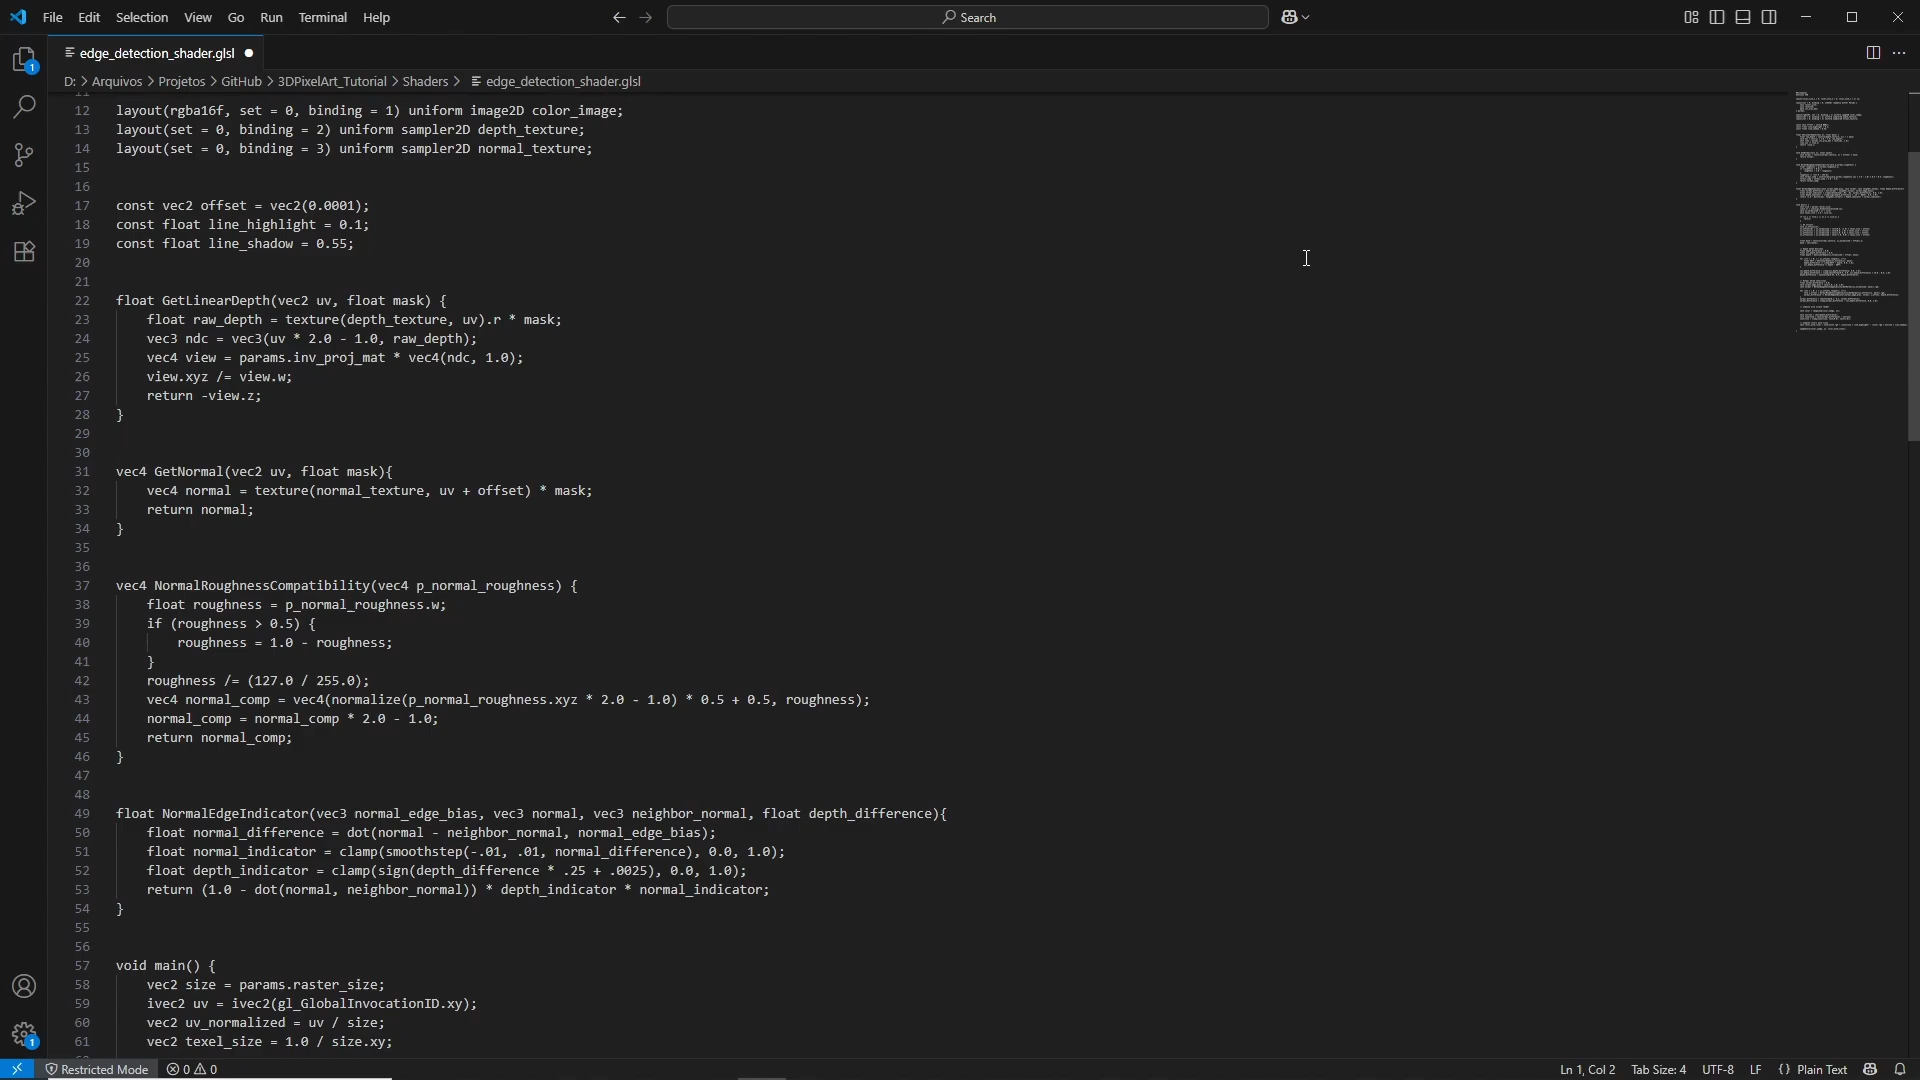 File Edit Selection View Go Run Terminal Help
Search
edge_detection_shader.glsl
D: > Arquivos > Projetos > GitHub > 3DPixelArt_Tutorial > Shaders > edge_detection_shader.glsl
12 layout(rgba16f, set = 0, binding = 1) uniform image2D color_image;
13 layout(set = 0, binding = 2) uniform sampler2D depth_texture;
14 layout(set = 0, binding = 3) uniform sampler2D normal_texture;
15
16
17 const vec2 offset = vec2(0.0001);
18 const float line_highlight = 0.1;
19 const float line_shadow = 0.55;
20
21
22 float GetLinearDepth(vec2 uv, float mask) {
23 float raw_depth = texture(depth_texture, uv).r * mask;
24 vec3 ndc = vec3(uv * 2.0 - 1.0, raw_depth);
25 vec4 view = params.inv_proj_mat * vec4(ndc, 1.0);
26 view.xyz /= view.w;
27 return -view.z;
28 }
29
30
31 vec4 GetNormal(vec2 uv, float mask){
32 vec4 normal = texture(normal_texture, uv + offset) * mask;
33 return normal;
34 }
35
36
37 vec4 NormalRoughnessCompatibility(vec4 p_normal_roughness) {
38 float roughness = p_normal_roughness.w;
39 if (roughness > 0.5) {
40 roughness = 1.0 - roughness;
41 }
42 roughness /= (127.0 / 255.0);
43 vec4 normal_comp = vec4(normalize(p_normal_roughness.xyz * 2.0 - 1.0) * 0.5 + 0.5, roughness);
44 normal_comp = normal_comp * 2.0 - 1.0;
45 return normal_comp;
46 }
47
48
49 float NormalEdgeIndicator(vec3 normal_edge_bias, vec3 normal, vec3 neighbor_normal, float depth_difference){
50 float normal_difference = dot(normal - neighbor_normal, normal_edge_bias);
51 float normal_indicator = clamp(smoothstep(-.01, .01, normal_difference), 0.0, 1.0);
52 float depth_indicator = clamp(sign(depth_difference * .25 + .0025), 0.0, 1.0);
53 return (1.0 - dot(normal, neighbor_normal)) * depth_indicator * normal_indicator;
54 }
55
56
57 void main() {
58 vec2 size = params.raster_size;
59 ivec2 uv = ivec2(gl_GlobalInvocationID.xy);
60 vec2 uv_normalized = uv / size;
61 vec2 texel_size = 1.0 / size.xy;
1
1
Restricted Mode 0 0 Ln 1, Col 2 Tab Size: 4 UTF-8 LF {} Plain Text